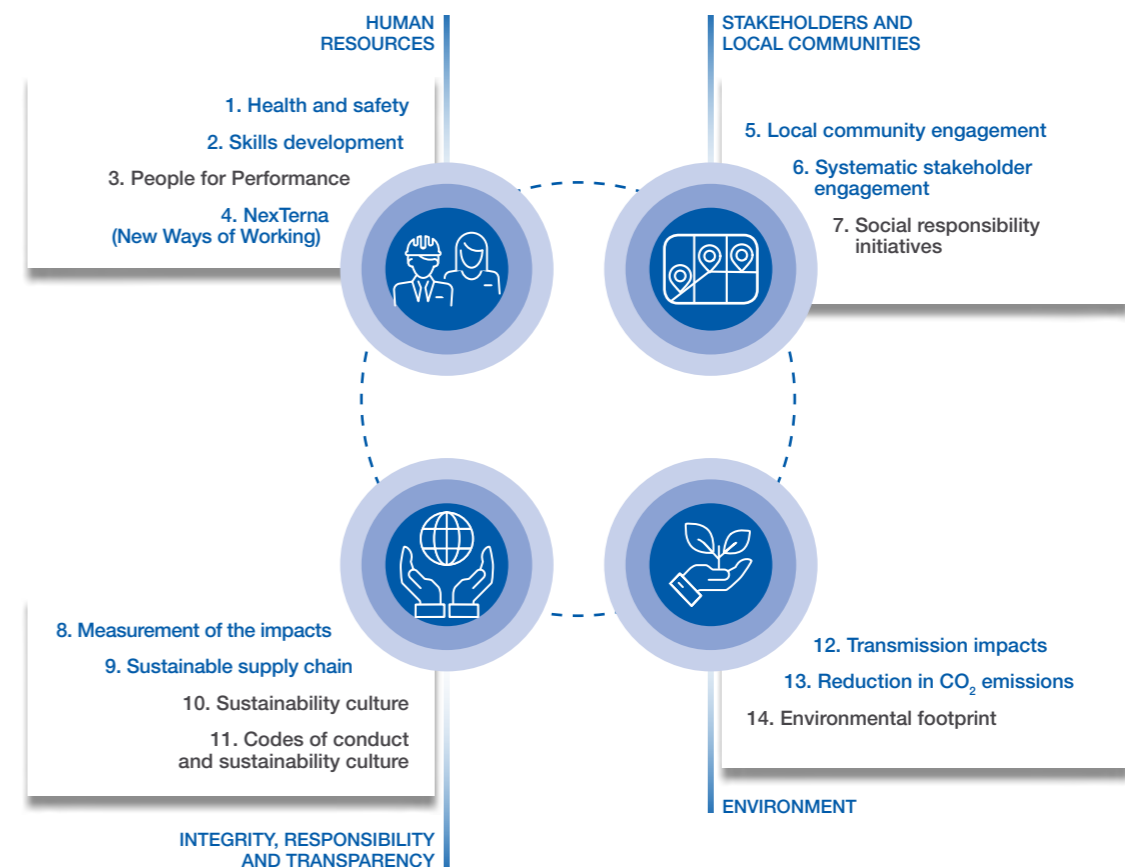 HUMAN
RESOURCES
1. Health and safety
2. Skills development
3. People for Performance
4. NexTerna
(New Ways of Working)
STAKEHOLDERS AND
LOCAL COMMUNITIES
5. Local community engagement
6. Systematic stakeholder
engagement
7. Social responsibility
initiatives
8. Measurement of the impacts
9. Sustainable supply chain
10. Sustainability culture
11. Codes of conduct
and sustainability culture
INTEGRITY, RESPONSIBILITY
AND TRANSPARENCY
12. Transmission impacts
13. Reduction in CO₂ emissions
14. Environmental footprint
ENVIRONMENT